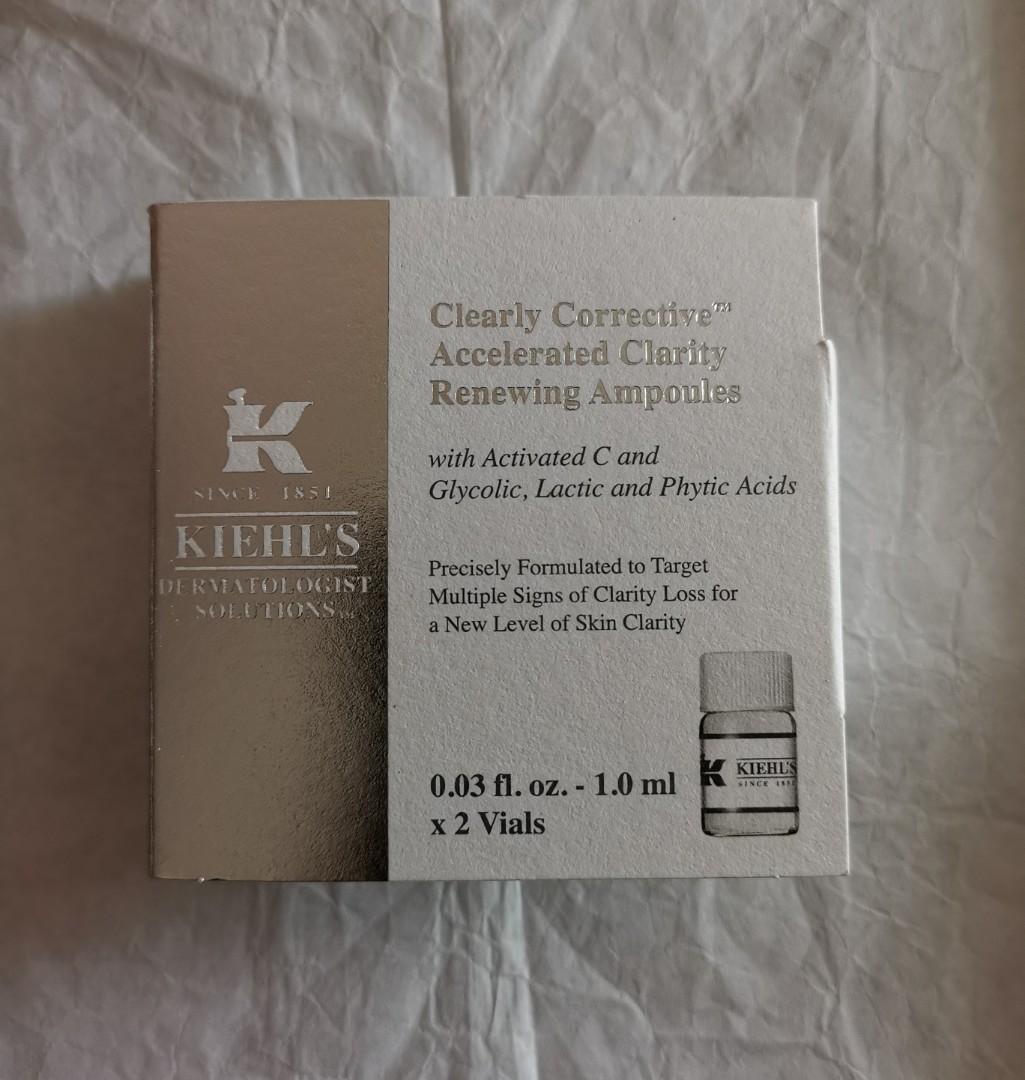 SINCE 1851
KIEHL'S
DERMATOLOGIST
SOLUTIONS
Clearly Corrective™
Accelerated Clarity
Renewing Ampoules
with Activated C and
Glycolic, Lactic and Phytic Acids
Precisely Formulated to Target
Multiple Signs of Clarity Loss for
a New Level of Skin Clarity
0.03 fl. oz. - 1.0 ml
x 2 Vials
K KIEHL'S
SINCE 1851